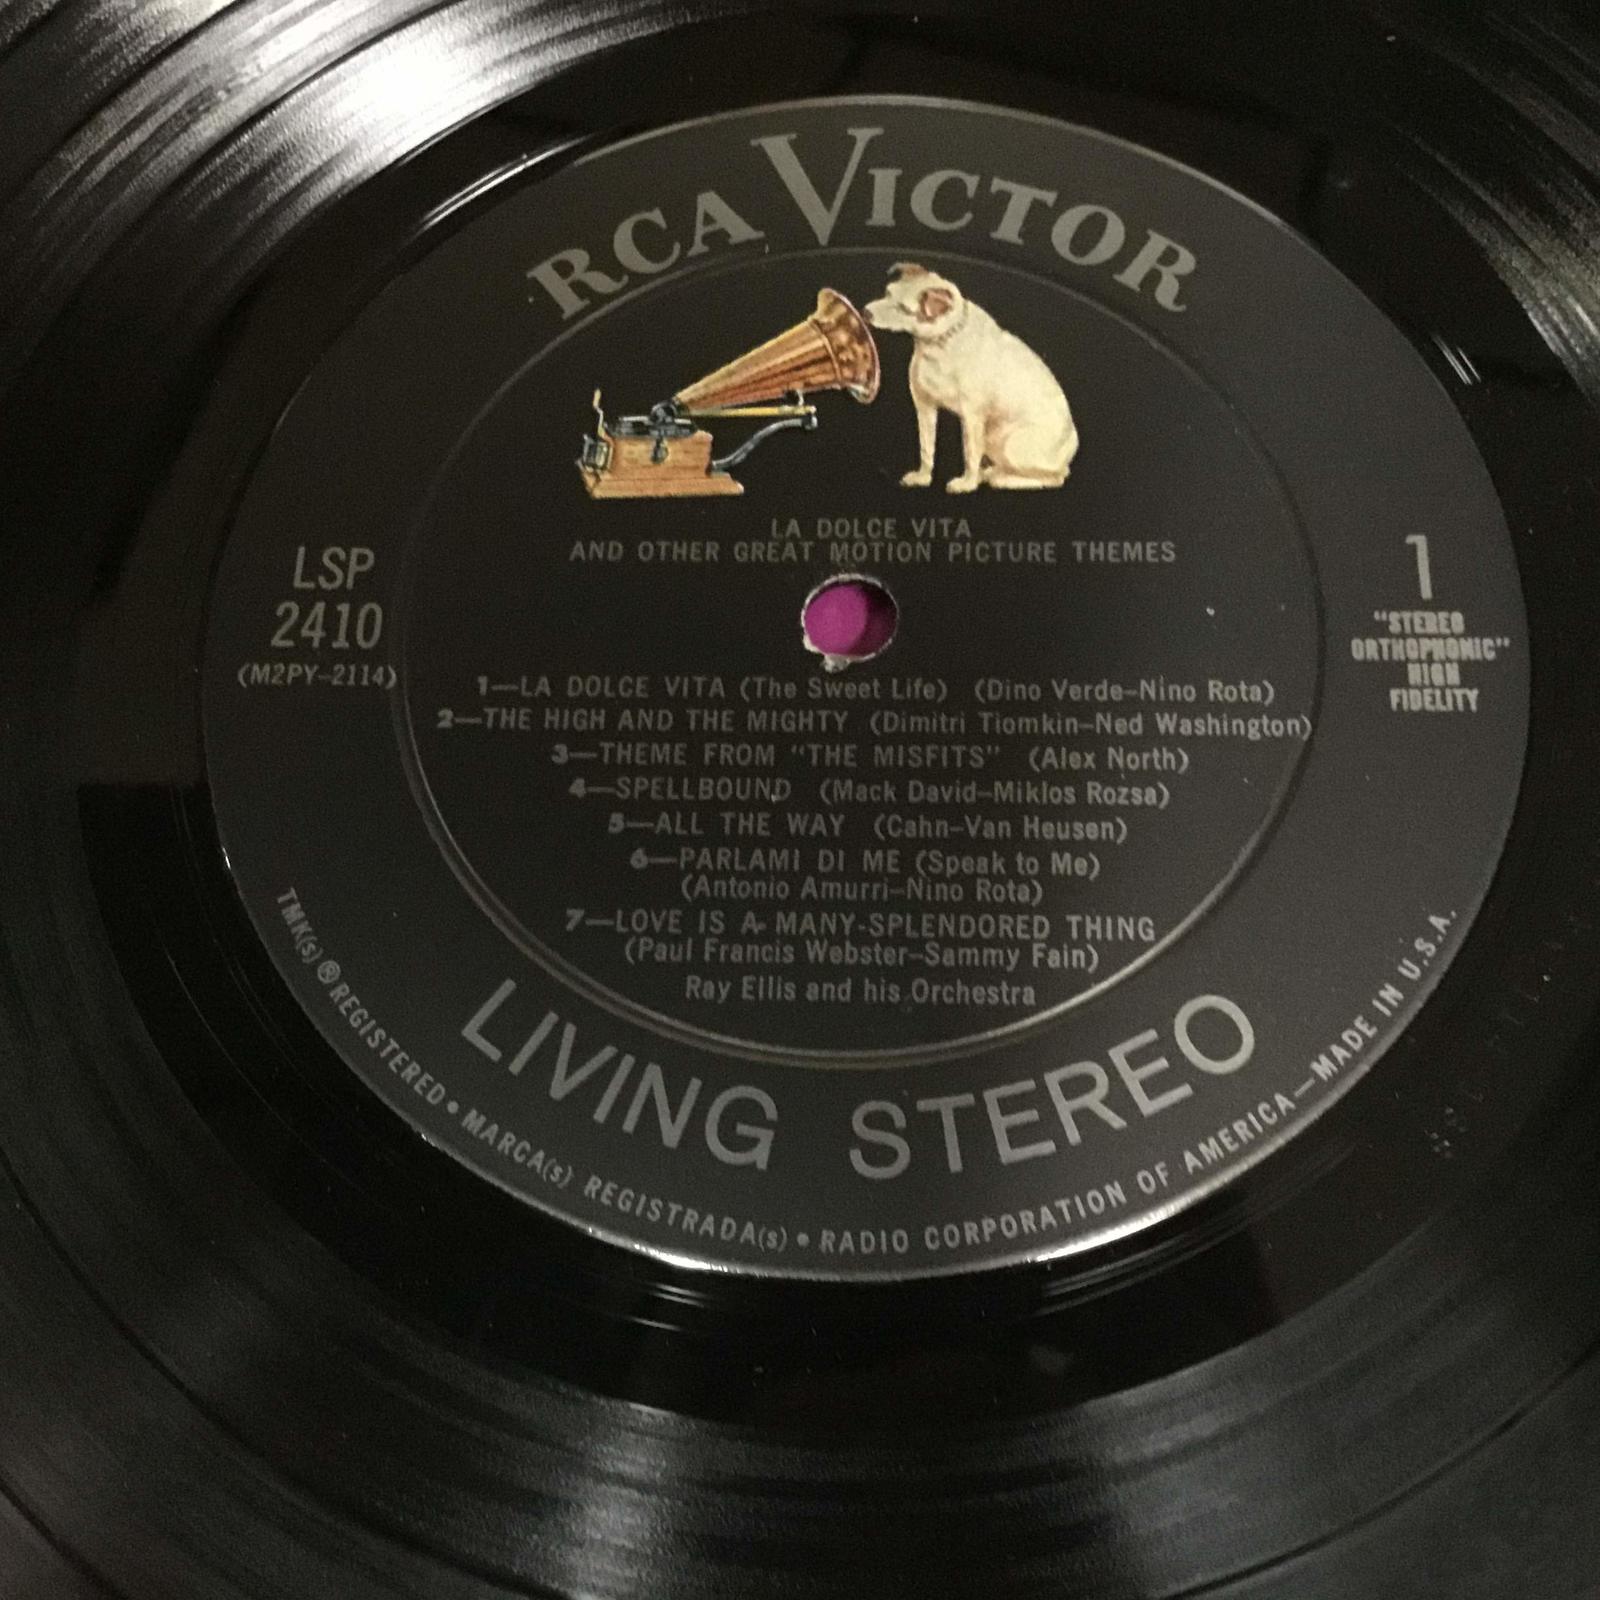 RCA VICTOR
LA DOLCE VITA
AND OTHER GREAT MOTION PICTURE THEMES
LSP
2410
(M2PY-2114)
1
"STEREO
ORTHOPHONIC"
HIGH
FIDELITY
1—LA DOLCE VITA (The Sweet Life) (Dino Verde-Nino Rota)
2—THE HIGH AND THE MIGHTY (Dimitri Tiomkin-Ned Washington)
3—THEME FROM "THE MISFITS" (Alex North)
4—SPELLBOUND (Mack David-Miklos Rozsa)
5—ALL THE WAY (Cahn-Van Heusen)
6—PARLAMI DI ME (Speak to Me)
(Antonio Amurri-Nino Rota)
7—LOVE IS A MANY-SPLENDORED THING
(Paul Francis Webster-Sammy Fain)
Ray Ellis and his Orchestra
LIVING STEREO
TMK(s) ® REGISTERED • MARCA(s) REGISTRADA(s) • RADIO CORPORATION OF AMERICA—MADE IN U.S.A.